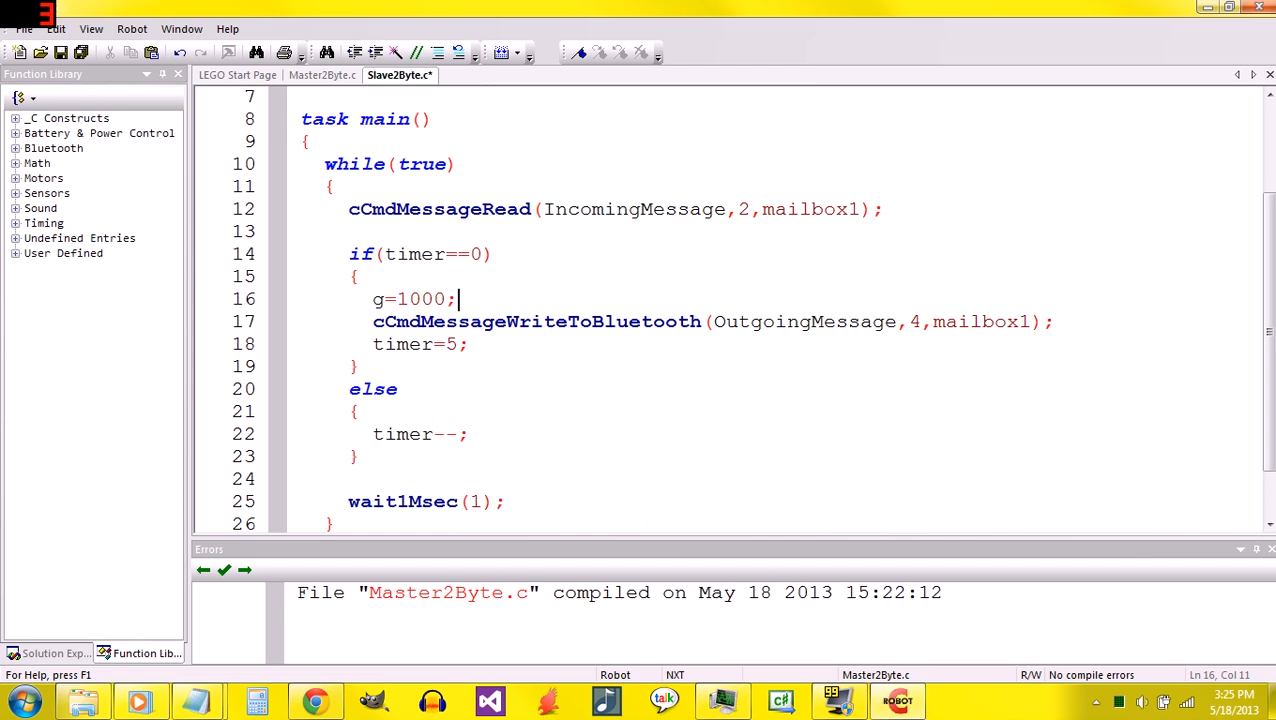 3
File Edit View Robot Window Help
Function Library
LEGO Start Page Master2Byte.c Slave2Byte.c*
_C Constructs
Battery & Power Control
Bluetooth
Math
Motors
Sensors
Sound
Timing
Undefined Entries
User Defined
7
8 task main()
9 {
10 while(true)
11 {
12 cCmdMessageRead(IncomingMessage,2,mailbox1);
13
14 if(timer==0)
15 {
16 g=1000;
17 cCmdMessageWriteToBluetooth(OutgoingMessage,4,mailbox1);
18 timer=5;
19 }
20 else
21 {
22 timer--;
23 }
24
25 wait1Msec(1);
26 }
Errors
File "Master2Byte.c" compiled on May 18 2013 15:22:12
Solution Exp... Function Lib...
For Help, press F1 Robot NXT Master2Byte.c R/W No compile errors Ln 16, Col 11
talk C# 99 ROBOT 3:25 PM
5/18/2013